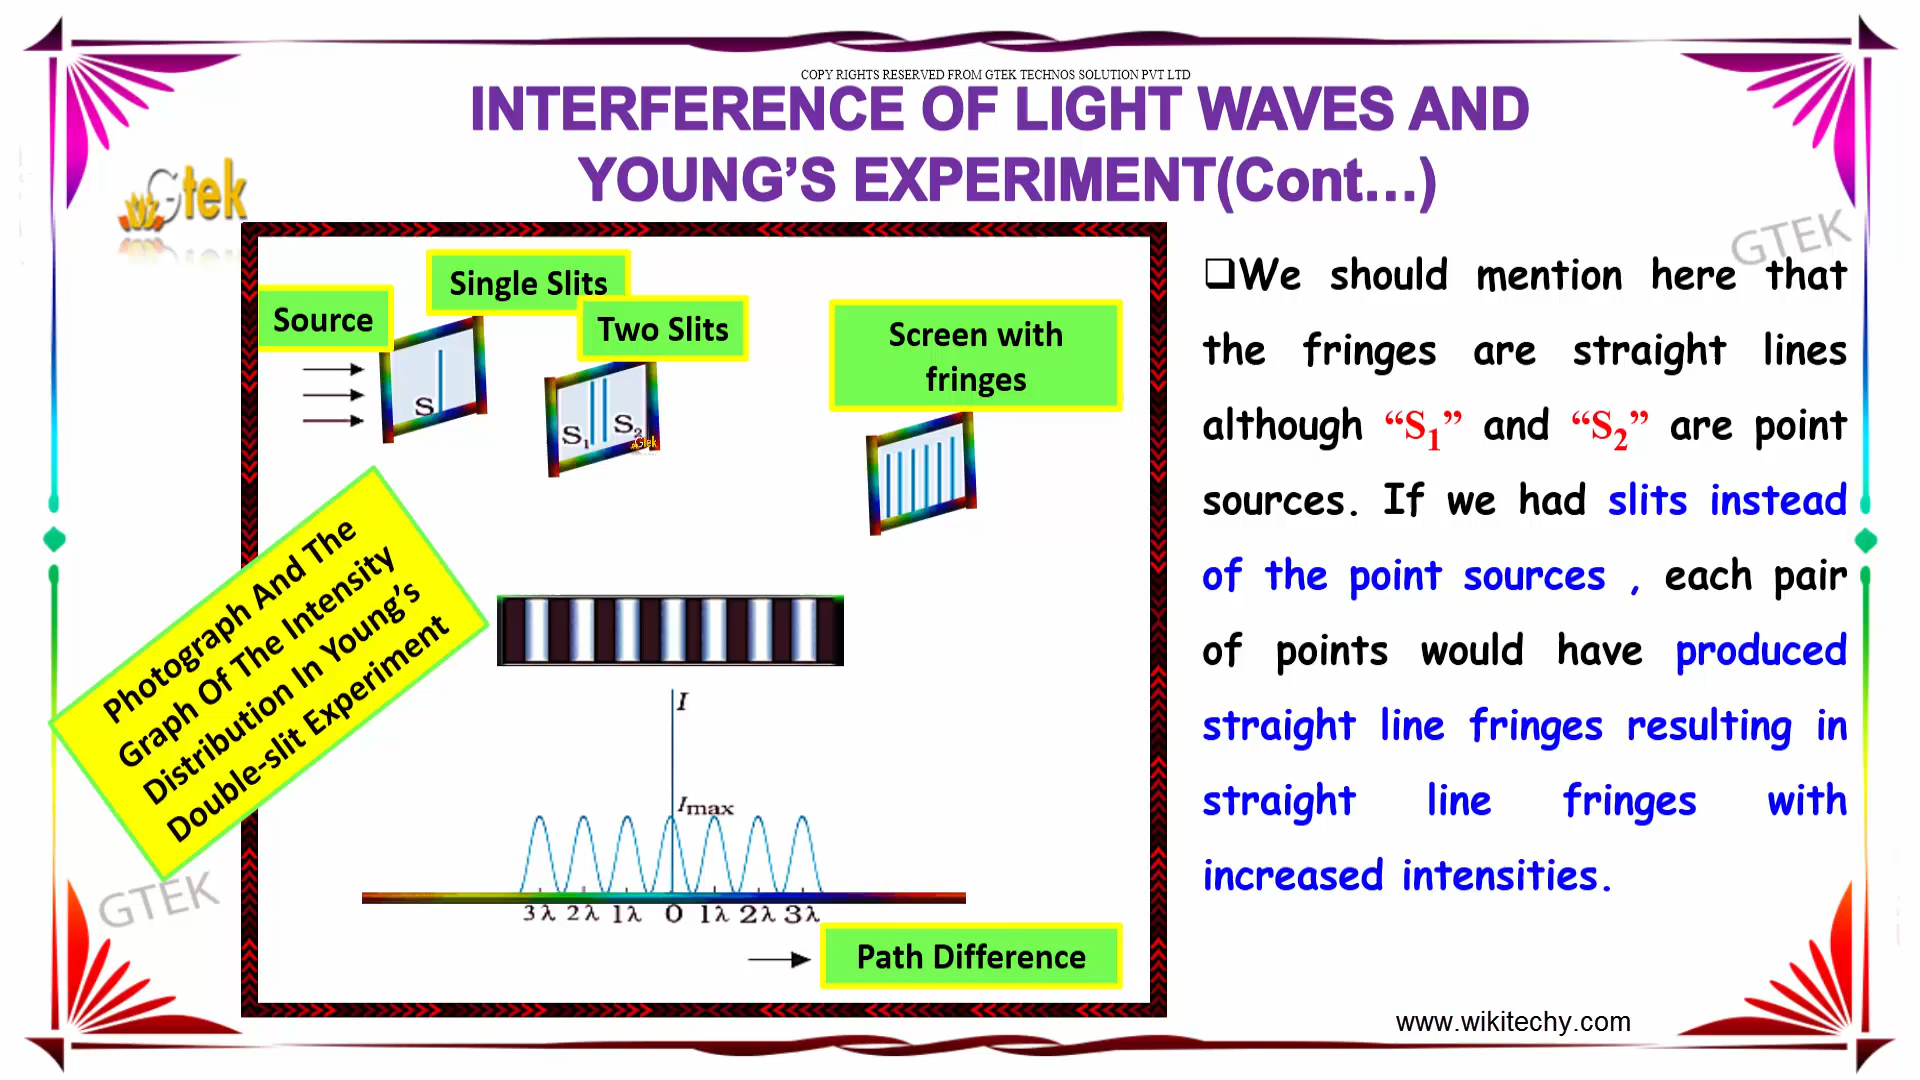 COPY RIGHTS RESERVED FROM GTEK TECHNOS SOLUTION PVT LTD
INTERFERENCE OF LIGHT WAVES AND
YOUNG’S EXPERIMENT(Cont…)
Gtek
GTEK
Single Slits
Source
Two Slits
Screen with
fringes
S
S1
S2
Gtek
Photograph And The
Graph Of The Intensity
Distribution In Young’s
Double-slit Experiment
I
Imax
3λ 2λ 1λ 0 1λ 2λ 3λ
Path Difference
GTEK
❑We should mention here that
the fringes are straight lines
although “S1” and “S2” are point
sources. If we had slits instead
of the point sources , each pair
of points would have produced
straight line fringes resulting in
straight line fringes with
increased intensities.
www.wikitechy.com